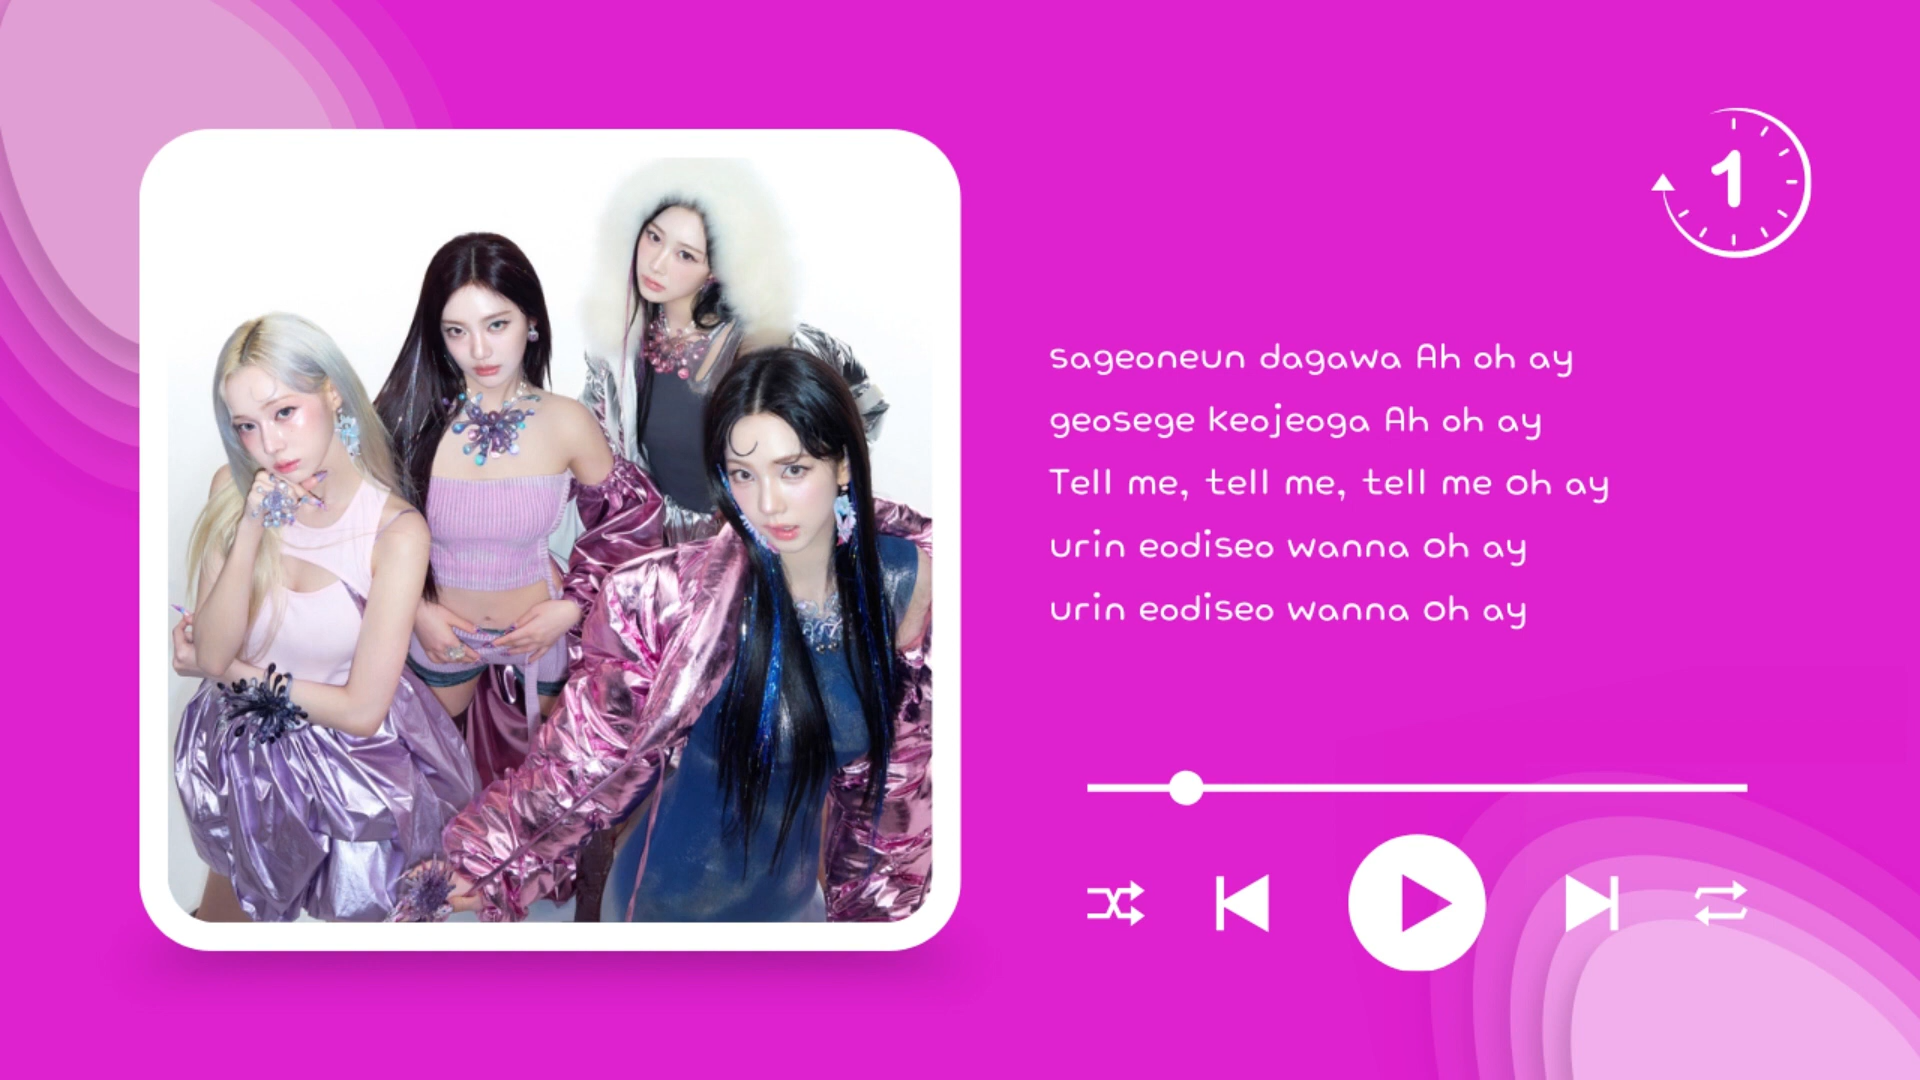 1
sageoneun dagawa Ah oh ay
geosege keojeoga Ah oh ay
Tell me, tell me, tell me oh ay
urin eodiseo wanna oh ay
urin eodiseo wanna oh ay